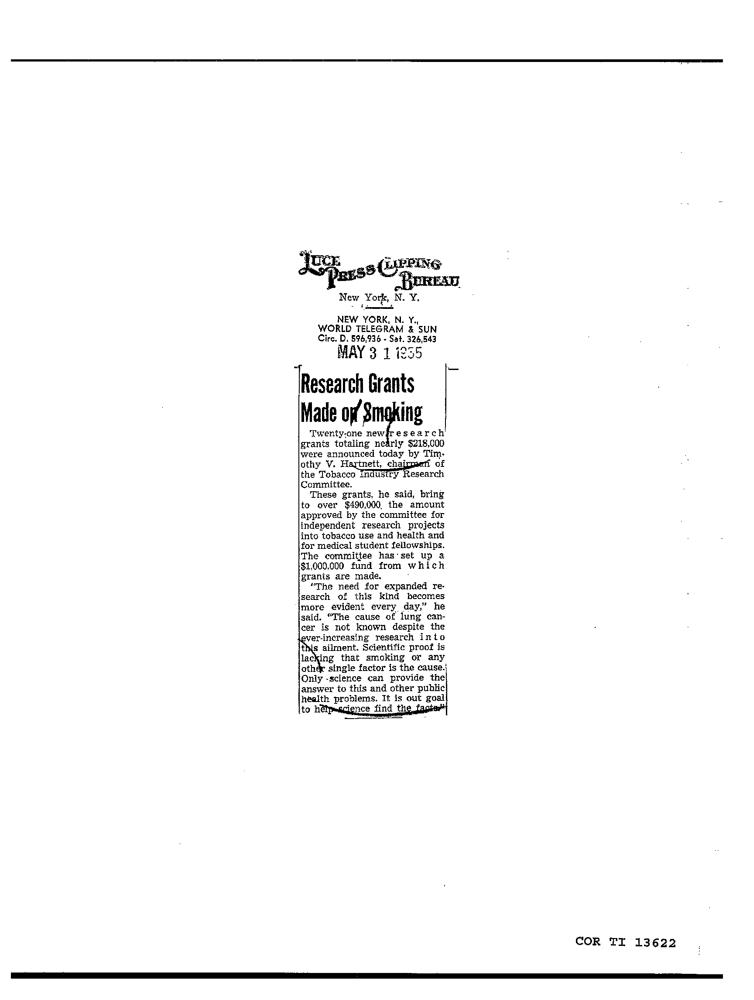 LUCE
PRESS CLIPPING
BUREAU
New York, N. Y.
NEW YORK, N. Y.,
WORLD TELEGRAM & SUN
Circ. D. 596,936 - Sat. 326,543
MAY 31 1955
Research Grants
Made on Smoking
Twenty-one new research
grants totaling nearly $218,000
were announced today by Tim-
othy V. Hartnett, chairman of
the Tobacco Industry Research
Committee.
These grants, he said, bring
to over $490,000 the amount
approved by the committee for
independent research projects
into tobacco use and health and
for medical student fellowships.
The committee has set up a
$1,000,000 fund from which
grants are made.
"The need for expanded re-
search of this kind becomes
more evident every day," he
said. "The cause of lung can-
cer is not known despite the
ever-increasing research into
this ailment. Scientific proof is
lacking that smoking or any
other single factor is the cause.
Only science can provide the
answer to this and other public
health problems. It is out goal
to help science find the facts."
COR TI 13622